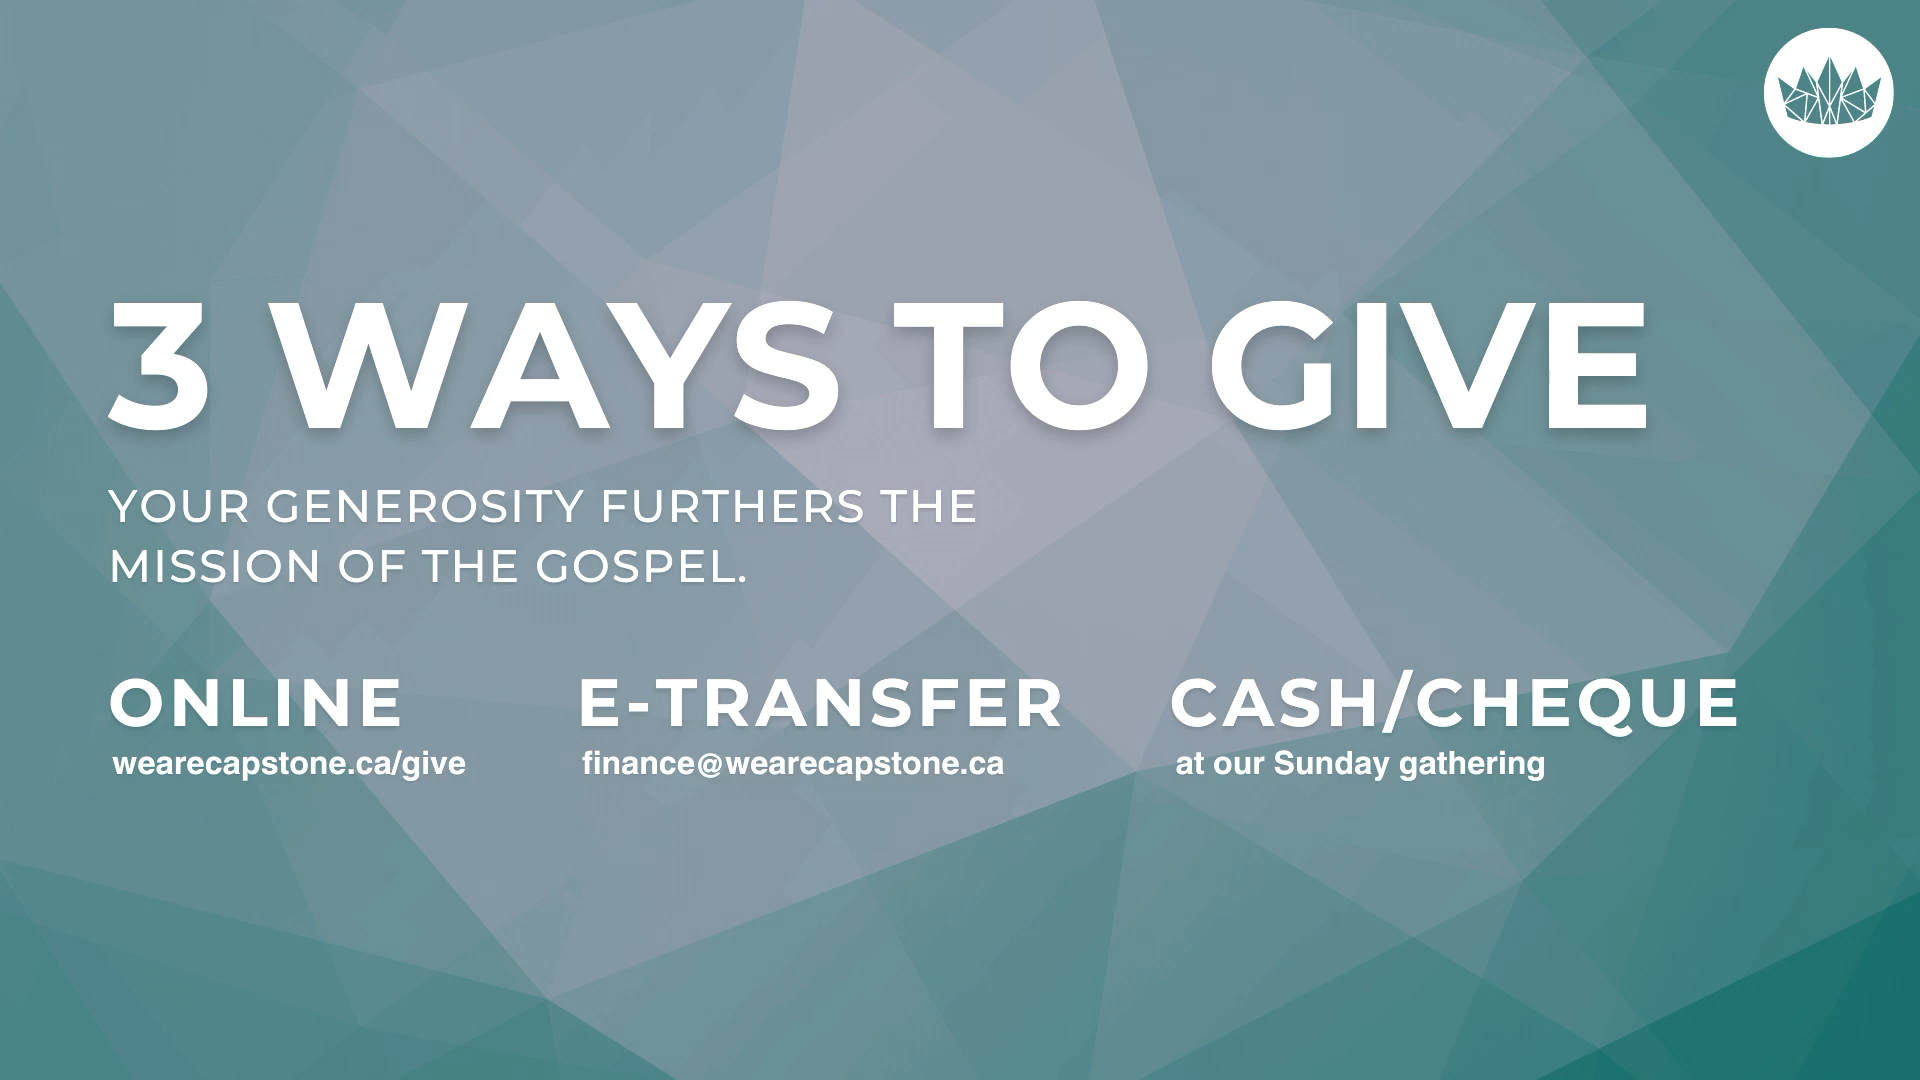 3 WAYS TO GIVE
YOUR GENEROSITY FURTHERS THE
MISSION OF THE GOSPEL.
ONLINE
wearecapstone.ca/give
E-TRANSFER
finance@wearecapstone.ca
CASH/CHEQUE
at our Sunday gathering